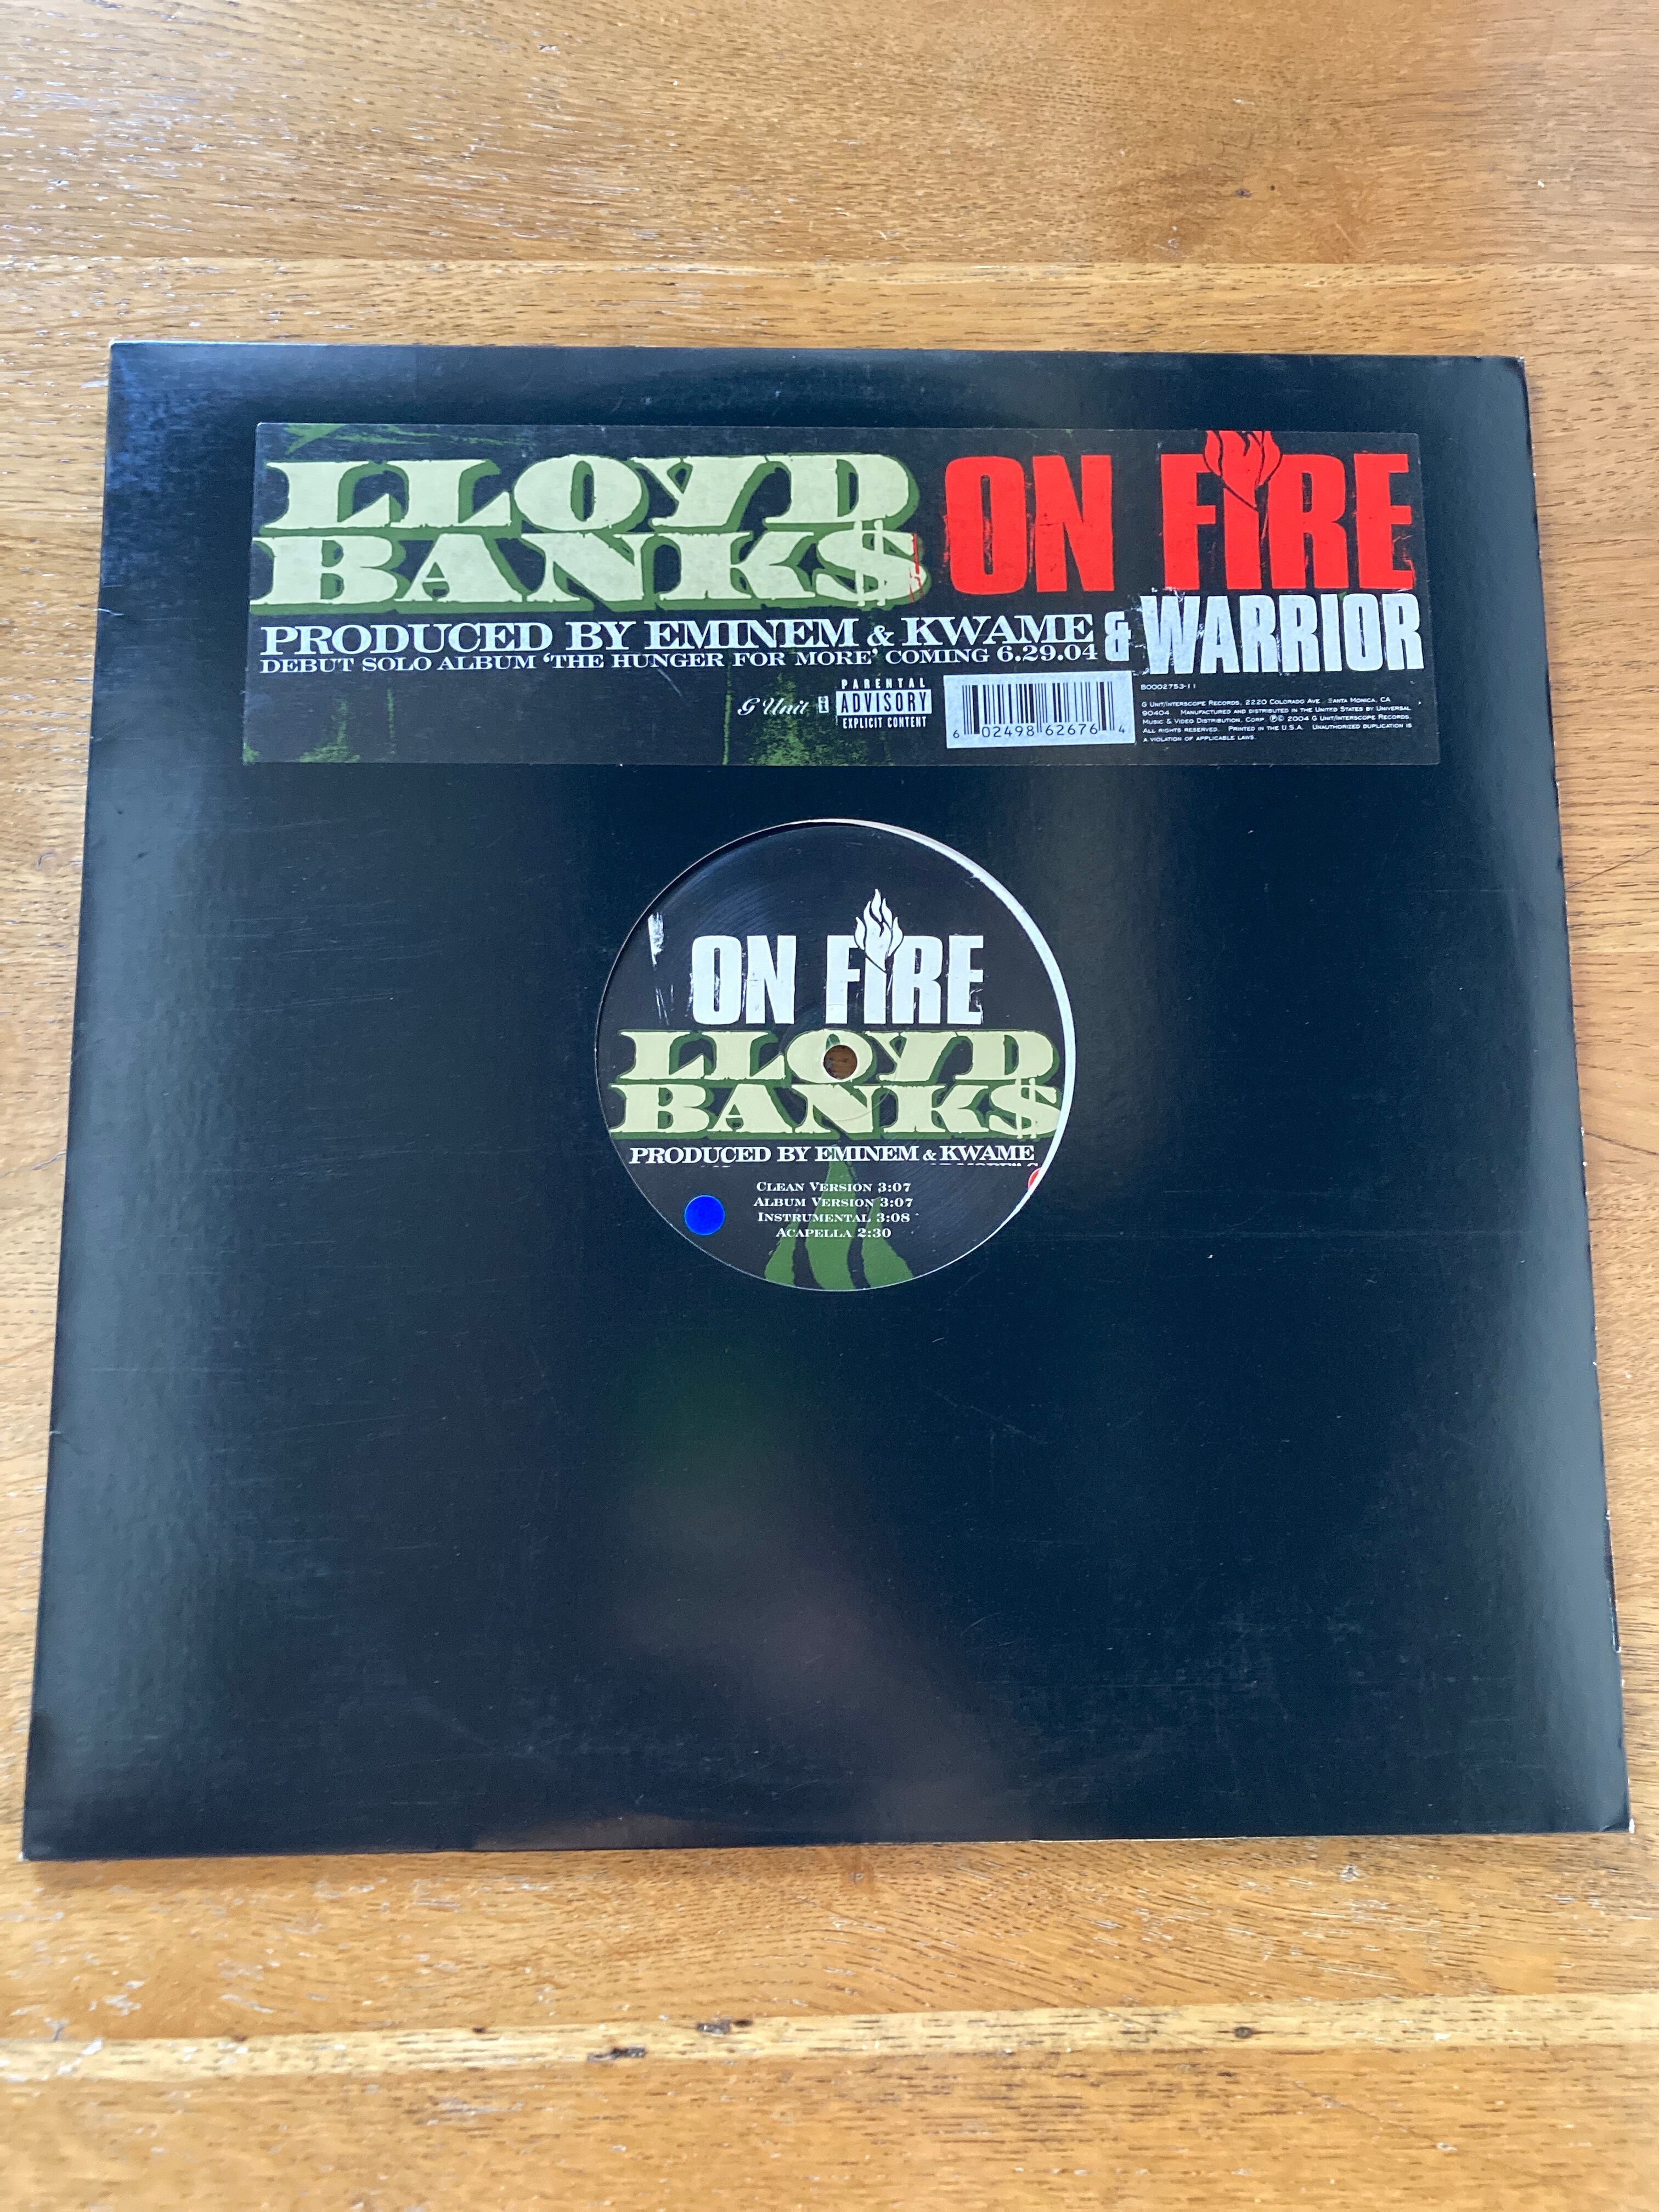 LLOYD
BANK$
ON FIRE
PRODUCED BY EMINEM & KWAME
DEBUT SOLO ALBUM 'THE HUNGER FOR MORE' COMING 6.29.04
& WARRIOR
G Unit
PARENTAL
ADVISORY
EXPLICIT CONTENT
6 02498 62676 4
B0002753-11
G UNIT/INTERSCOPE RECORDS, 2220 COLORADO AVE. SANTA MONICA, CA
90404. MANUFACTURED AND DISTRIBUTED IN THE UNITED STATES BY UNIVERSAL
MUSIC & VIDEO DISTRIBUTION, CORP. ℗© 2004 G UNIT/INTERSCOPE RECORDS.
ALL RIGHTS RESERVED. PRINTED IN THE U.S.A. UNAUTHORIZED DUPLICATION IS
A VIOLATION OF APPLICABLE LAWS.
ON FIRE
LLOYD
BANK$
PRODUCED BY EMINEM & KWAME
CLEAN VERSION 3:07
ALBUM VERSION 3:07
INSTRUMENTAL 3:08
ACAPELLA 2:30